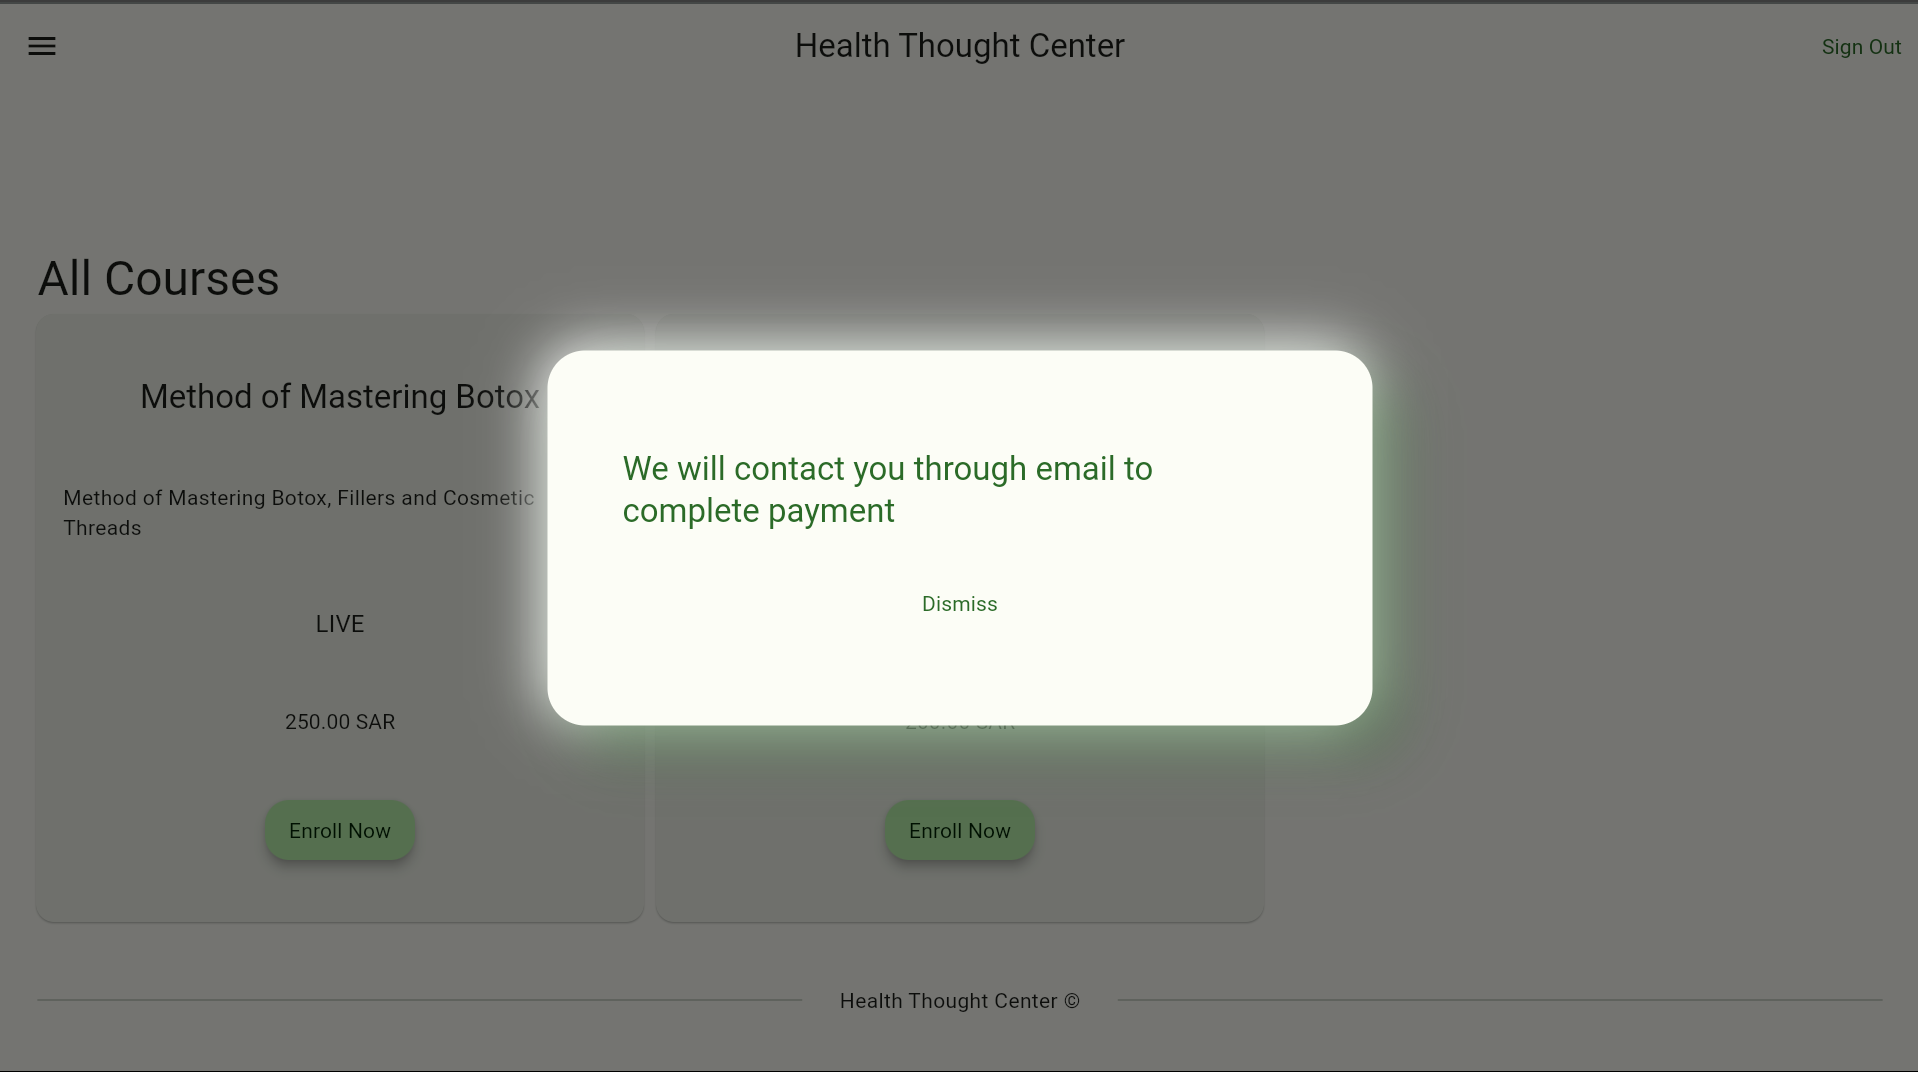 Health Thought Center
Sign Out
All Courses
Method of Mastering Botox
Method of Mastering Botox, Fillers and Cosmetic
Threads
LIVE
250.00 SAR
Enroll Now
We will contact you through email to
complete payment
Dismiss
Enroll Now
Health Thought Center ©